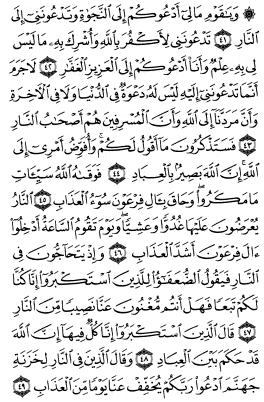 ۞ وَيَٰقَوْمِ مَا لِىٓ أَدْعُوكُمْ إِلَى ٱلنَّجَوٰةِ وَتَدْعُونَنِىٓ إِلَى
ٱلنَّارِ ٤١ تَدْعُونَنِى لِأَكْفُرَ بِٱللَّهِ وَأُشْرِكَ بِهِۦ مَا لَيْسَ
لِى بِهِۦ عِلْمٌ وَأَنَا۠ أَدْعُوكُمْ إِلَى ٱلْعَزِيزِ ٱلْغَفَّٰرِ ٤٢ لَا جَرَمَ
أَنَّمَا تَدْعُونَنِىٓ إِلَيْهِ لَيْسَ لَهُۥ دَعْوَةٌ فِى ٱلدُّنْيَا وَلَا فِى ٱلْءَاخِرَةِ
وَأَنَّ مَرَدَّنَآ إِلَى ٱللَّهِ وَأَنَّ ٱلْمُسْرِفِينَ هُمْ أَصْحَٰبُ ٱلنَّارِ
٤٣ فَسَتَذْكُرُونَ مَآ أَقُولُ لَكُمْ وَأُفَوِّضُ أَمْرِىٓ إِلَى
ٱللَّهِ إِنَّ ٱللَّهَ بَصِيرٌۢ بِٱلْعِبَادِ ٤٤ فَوَقَىٰهُ ٱللَّهُ سَيِّـَٔاتِ
مَا مَكَرُوا۟ وَحَاقَ بِـَٔالِ فِرْعَوْنَ سُوٓءُ ٱلْعَذَابِ ٤٥ ٱلنَّارُ
يُعْرَضُونَ عَلَيْهَا غُدُوًّا وَعَشِيًّا وَيَوْمَ تَقُومُ ٱلسَّاعَةُ أَدْخِلُوٓا۟
ءَالَ فِرْعَوْنَ أَشَدَّ ٱلْعَذَابِ ٤٦ وَإِذْ يَتَحَآجُّونَ فِى
ٱلنَّارِ فَيَقُولُ ٱلضُّعَفَٰٓؤُا۟ لِلَّذِينَ ٱسْتَكْبَرُوٓا۟ إِنَّا كُنَّا
لَكُمْ تَبَعًا فَهَلْ أَنتُم مُّغْنُونَ عَنَّا نَصِيبًا مِّنَ ٱلنَّارِ
٤٧ قَالَ ٱلَّذِينَ ٱسْتَكْبَرُوٓا۟ إِنَّا كُلٌّ فِيهَآ إِنَّ ٱللَّهَ
قَدْ حَكَمَ بَيْنَ ٱلْعِبَادِ ٤٨ وَقَالَ ٱلَّذِينَ فِى ٱلنَّارِ لِخَزَنَةِ
جَهَنَّمَ ٱدْعُوا۟ رَبَّكُمْ يُخَفِّفْ عَنَّا يَوْمًا مِّنَ ٱلْعَذَابِ ٤٩